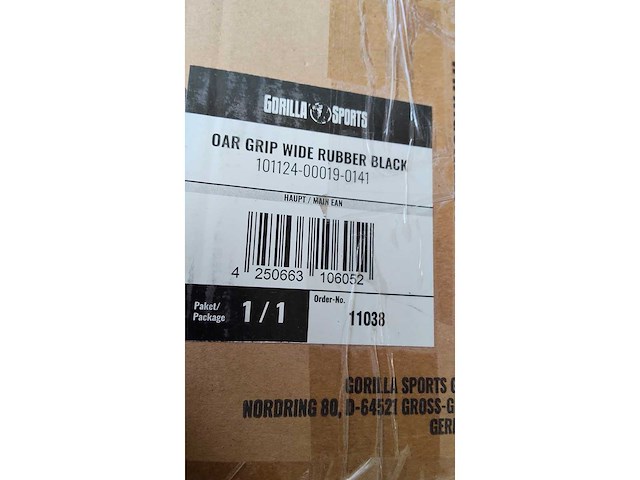 GORILLA SPORTS
OAR GRIP WIDE RUBBER BLACK
101124-00019-0141
HAUPT / MAIN EAN
4 250663 106052
Paket/
Package
1 / 1
Order-No.
11038
GORILLA SPORTS
NORDRING 80, D-64521 GROSS-G
GER